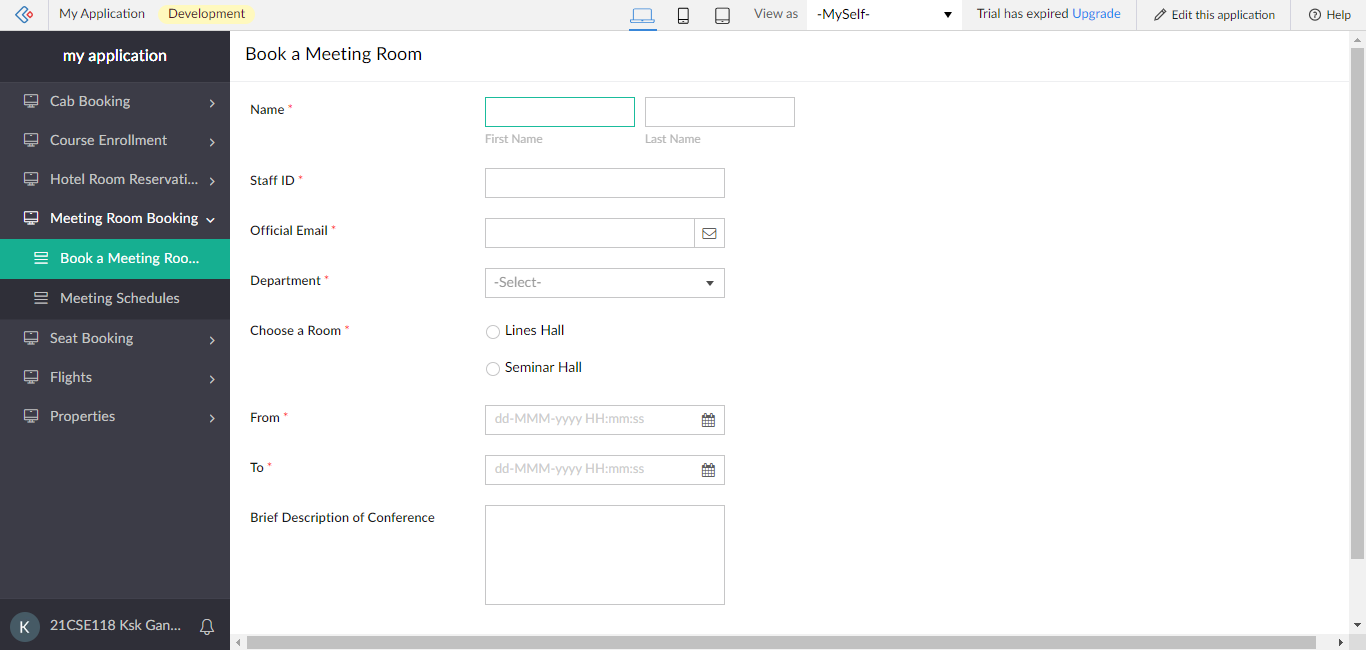 My Application Development View as -MySelf- Trial has expired Upgrade Edit this application Help
my application
Book a Meeting Room
Cab Booking
Course Enrollment
Hotel Room Reservati...
Meeting Room Booking
Book a Meeting Roo...
Meeting Schedules
Seat Booking
Flights
Properties
K 21CSE118 Ksk Gan...
Name *
First Name Last Name
Staff ID *
Official Email *
Department * -Select-
Choose a Room * Lines Hall
Seminar Hall
From * dd-MMM-yyyy HH:mm:ss
To * dd-MMM-yyyy HH:mm:ss
Brief Description of Conference